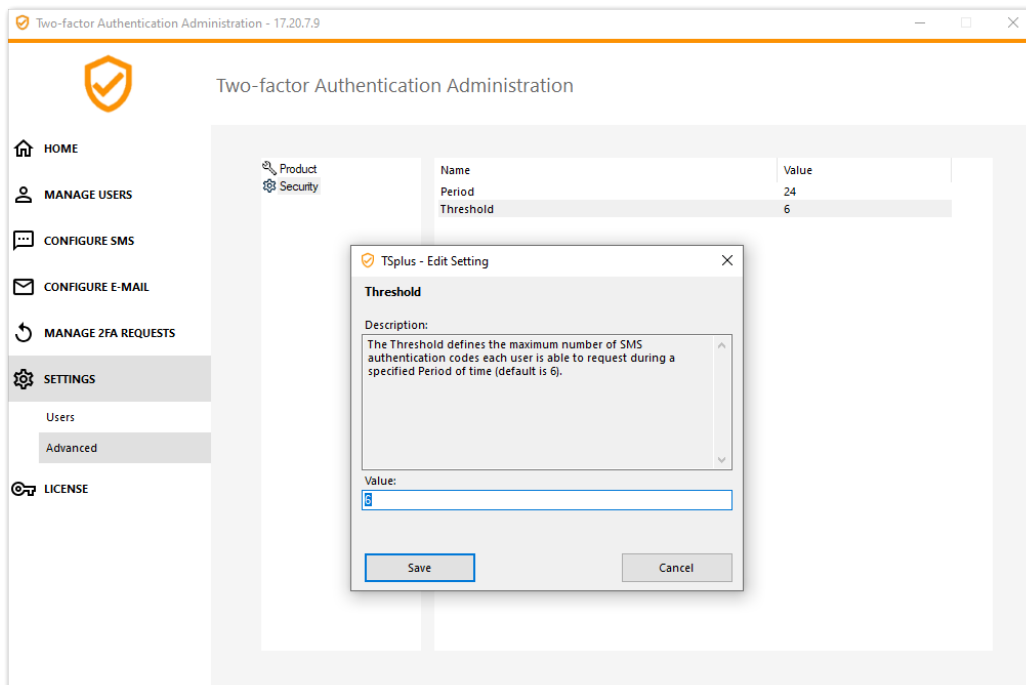 Two-factor Authentication Administration - 17.20.7.9
Two-factor Authentication Administration
HOME
MANAGE USERS
CONFIGURE SMS
CONFIGURE E-MAIL
MANAGE 2FA REQUESTS
SETTINGS
Users
Advanced
LICENSE
Product
Security
Name Value
Period 24
Threshold 6
TSplus - Edit Setting
Threshold
Description:
The Threshold defines the maximum number of SMS
authentication codes each user is able to request during a
specified Period of time (default is 6).
Value:
6
Save Cancel